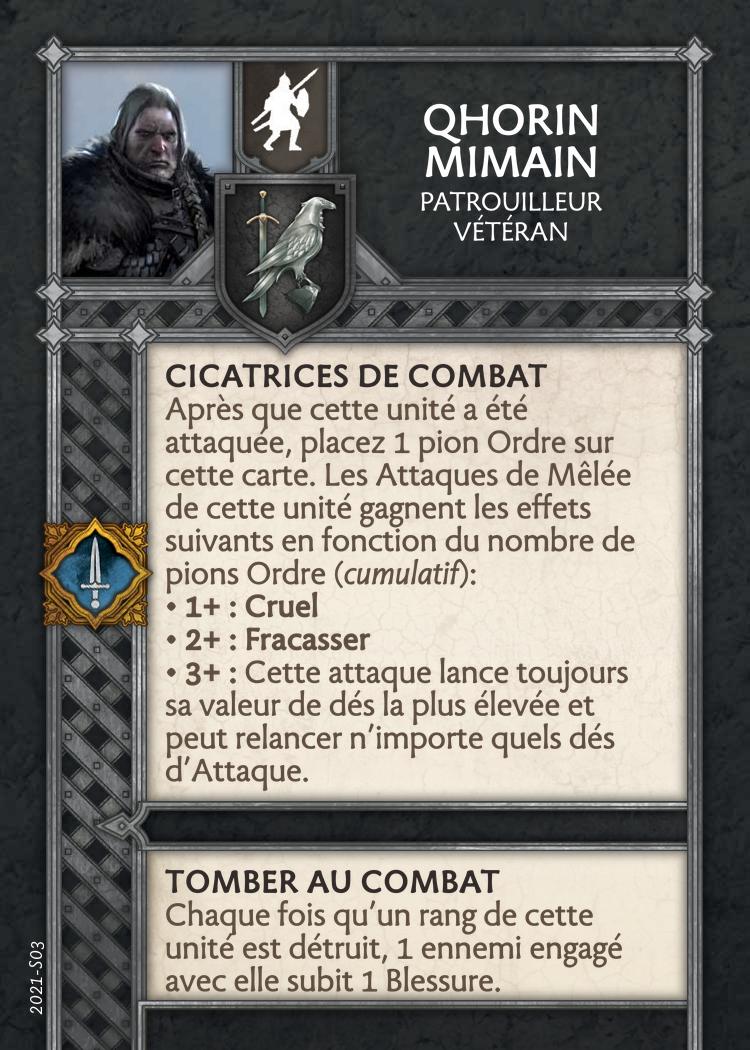 QHORIN
MIMAIN
PATROUILLEUR
VÉTÉRAN
CICATRICES DE COMBAT
Après que cette unité a été
attaquée, placez 1 pion Ordre sur
cette carte. Les Attaques de Mêlée
de cette unité gagnent les effets
suivants en fonction du nombre de
pions Ordre (cumulatif):
• 1+ : Cruel
• 2+ : Fracasser
• 3+ : Cette attaque lance toujours
sa valeur de dés la plus élevée et
peut relancer n'importe quels dés
d'Attaque.
TOMBER AU COMBAT
Chaque fois qu'un rang de cette
unité est détruit, 1 ennemi engagé
avec elle subit 1 Blessure.
2021-S03